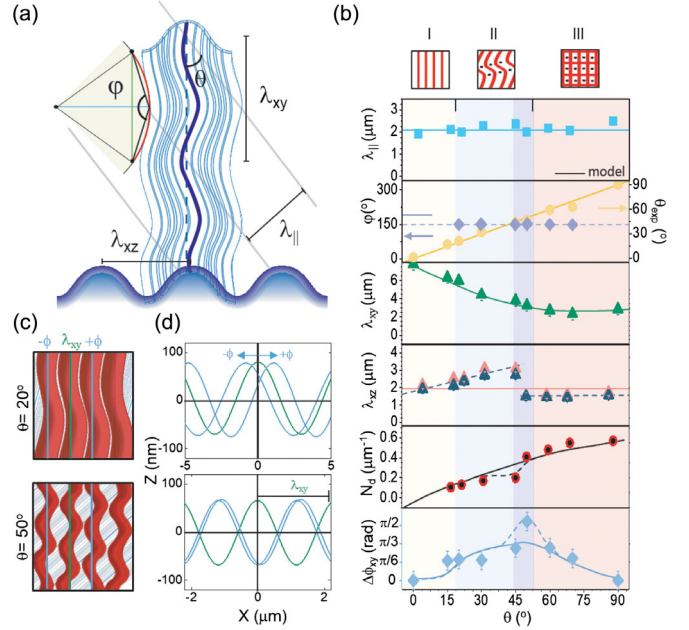 (a)
φ
θ
λxy
λ||
λxz
(b)
I
II
III
λ|| (μm)
3
2
1
0
model
φ(°)
300
150
0
90
60
30
0
θexp(°)
λxy (μm)
6
4
2
0
λxz (μm)
4
3
2
1
0
Nd (μm-1)
0.6
0.4
0.2
0.0
Δϕxy (rad)
π/2
π/3
π/6
0
0
15
30
45
60
75
90
θ (°)
(c)
-ϕ λxy +ϕ
θ= 20°
θ= 50°
(d)
-ϕ
+ϕ
100
0
-100
-5
0
5
Z (nm)
λxy
100
0
-100
-2
-1
0
1
2
X (μm)